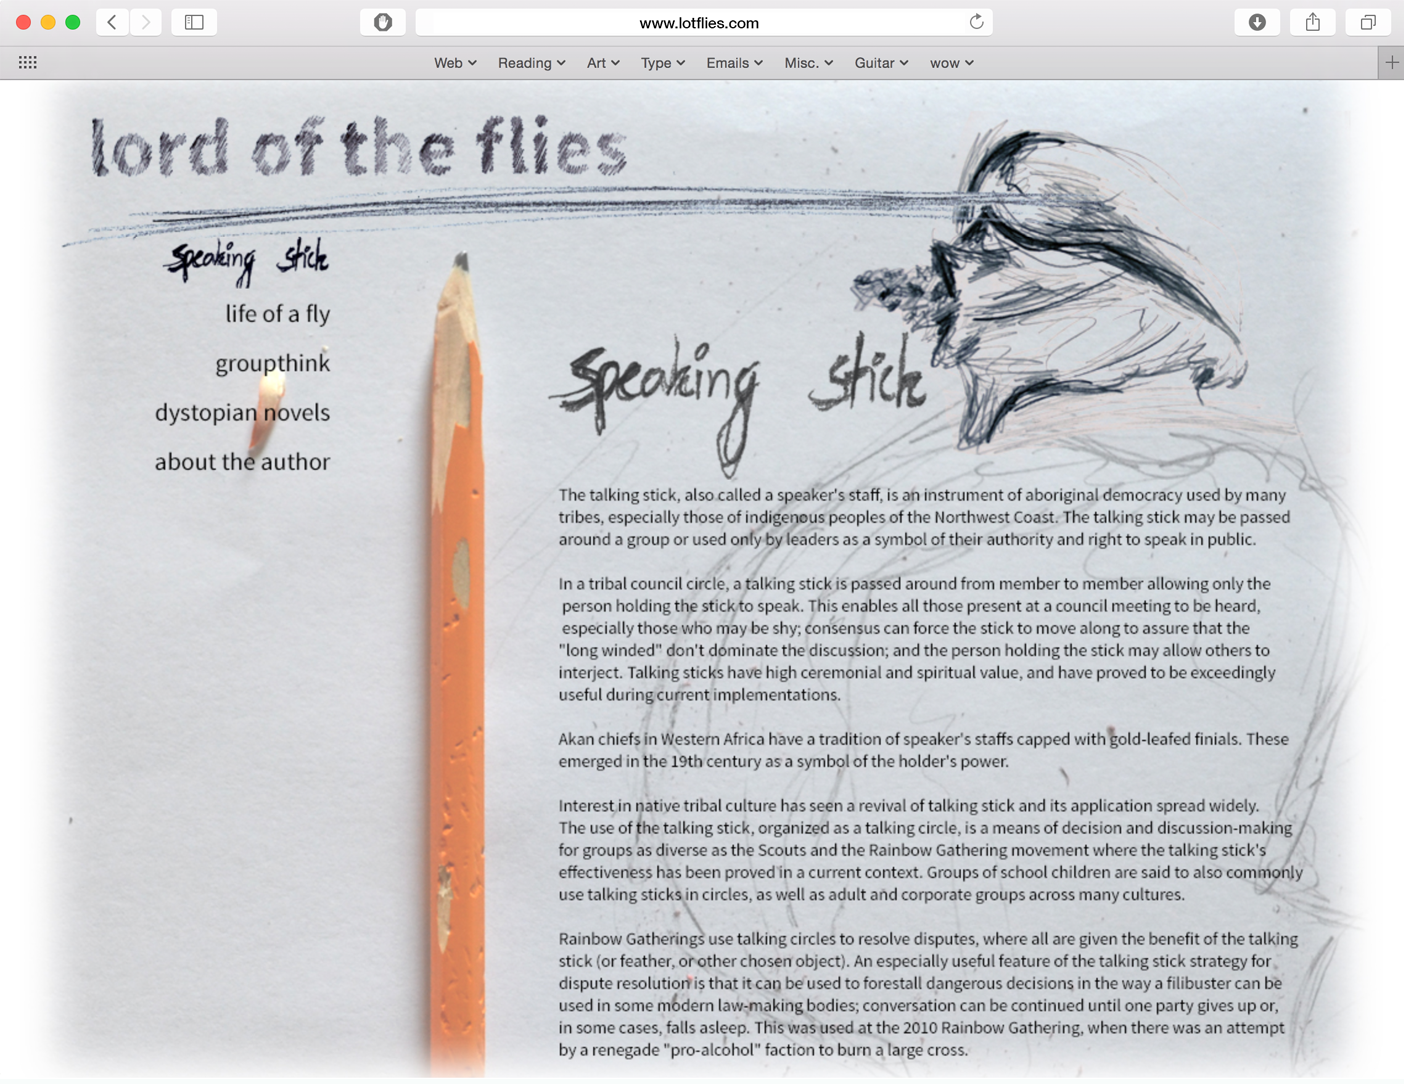 www.lotflies.com
Web Reading Art Type Emails Misc. Guitar wow
lord of the flies
speaking stick
life of a fly
groupthink
dystopian novels
about the author
speaking stick
The talking stick, also called a speaker's staff, is an instrument of aboriginal democracy used by many
tribes, especially those of indigenous peoples of the Northwest Coast. The talking stick may be passed
around a group or used only by leaders as a symbol of their authority and right to speak in public.
In a tribal council circle, a talking stick is passed around from member to member allowing only the
person holding the stick to speak. This enables all those present at a council meeting to be heard,
especially those who may be shy; consensus can force the stick to move along to assure that the
"long winded" don't dominate the discussion; and the person holding the stick may allow others to
interject. Talking sticks have high ceremonial and spiritual value, and have proved to be exceedingly
useful during current implementations.
Akan chiefs in Western Africa have a tradition of speaker's staffs capped with gold-leafed finials. These
emerged in the 19th century as a symbol of the holder's power.
Interest in native tribal culture has seen a revival of talking stick and its application spread widely.
The use of the talking stick, organized as a talking circle, is a means of decision and discussion-making
for groups as diverse as the Scouts and the Rainbow Gathering movement where the talking stick's
effectiveness has been proved in a current context. Groups of school children are said to also commonly
use talking sticks in circles, as well as adult and corporate groups across many cultures.
Rainbow Gatherings use talking circles to resolve disputes, where all are given the benefit of the talking
stick (or feather, or other chosen object). An especially useful feature of the talking stick strategy for
dispute resolution is that it can be used to forestall dangerous decisions in the way a filibuster can be
used in some modern law-making bodies; conversation can be continued until one party gives up or,
in some cases, falls asleep. This was used at the 2010 Rainbow Gathering, when there was an attempt
by a renegade "pro-alcohol" faction to burn a large cross.